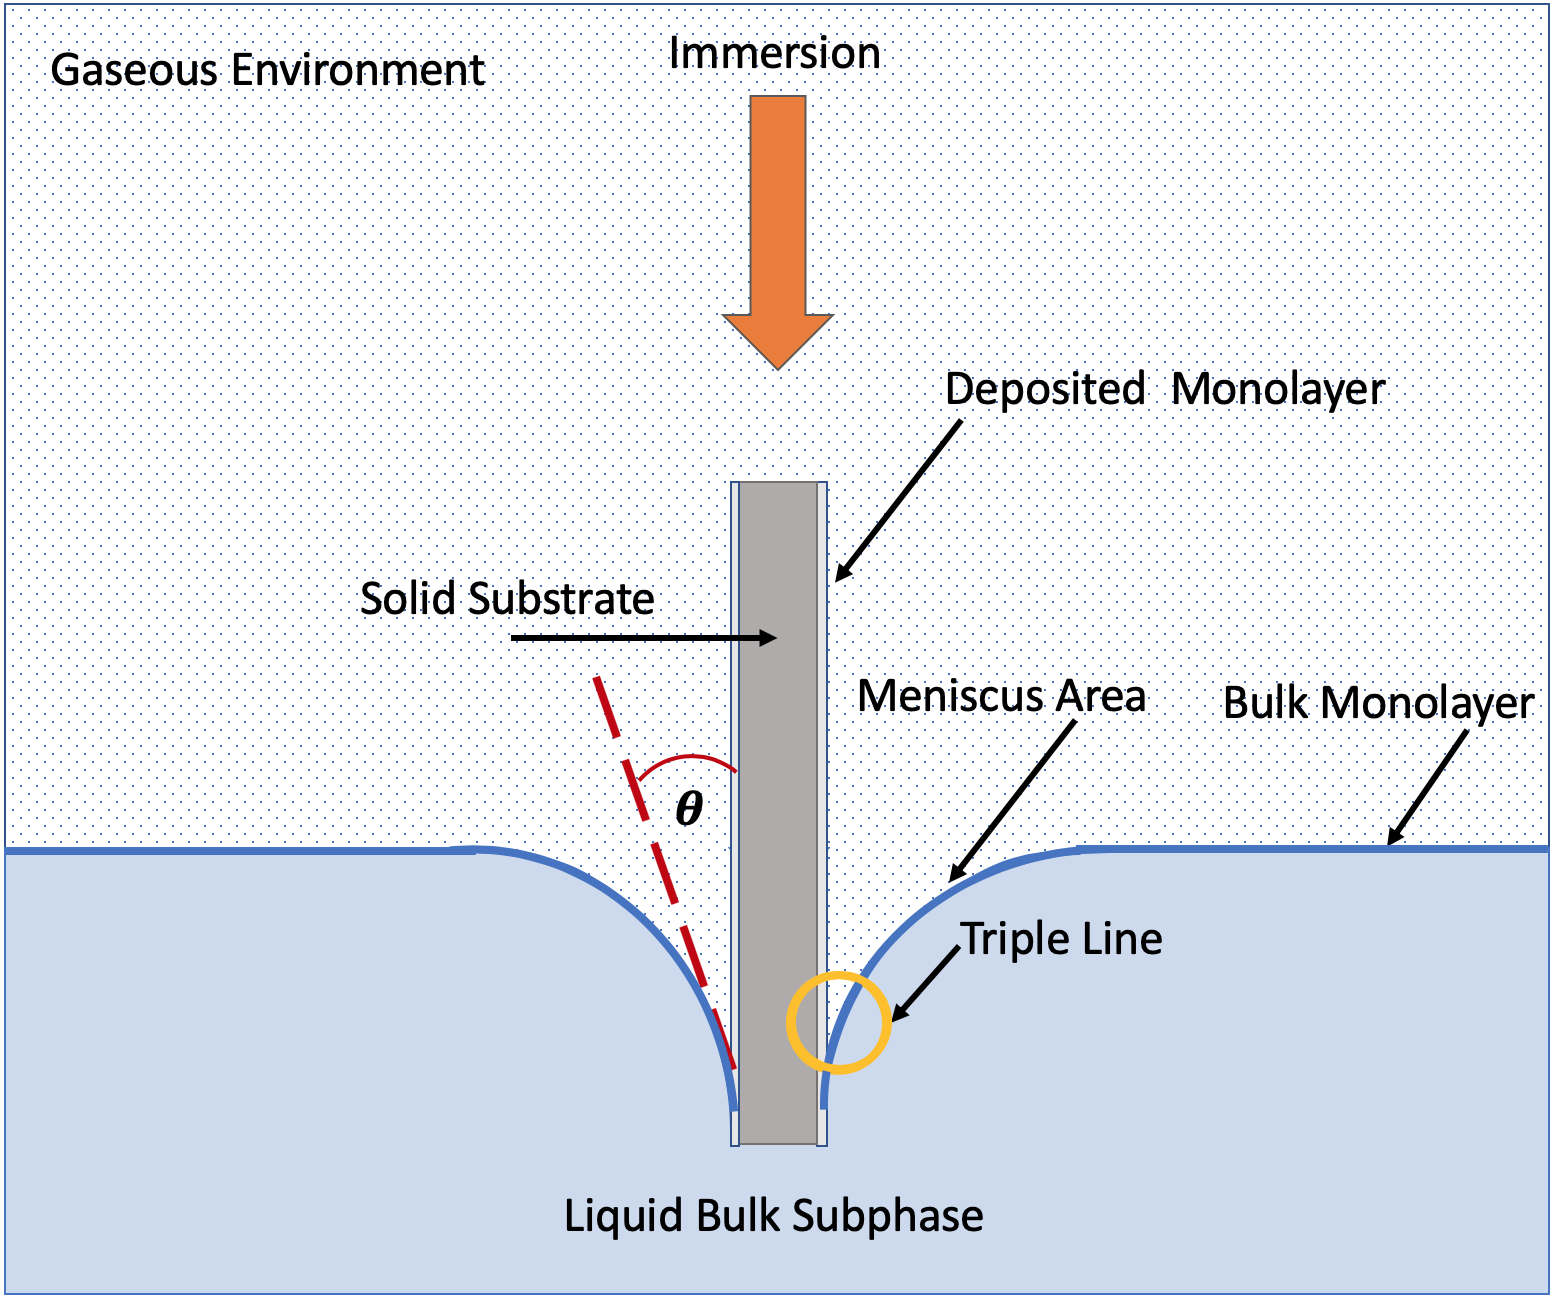 Gaseous Environment
Immersion
Deposited Monolayer
Solid Substrate
Meniscus Area
Bulk Monolayer
θ
Triple Line
Liquid Bulk Subphase